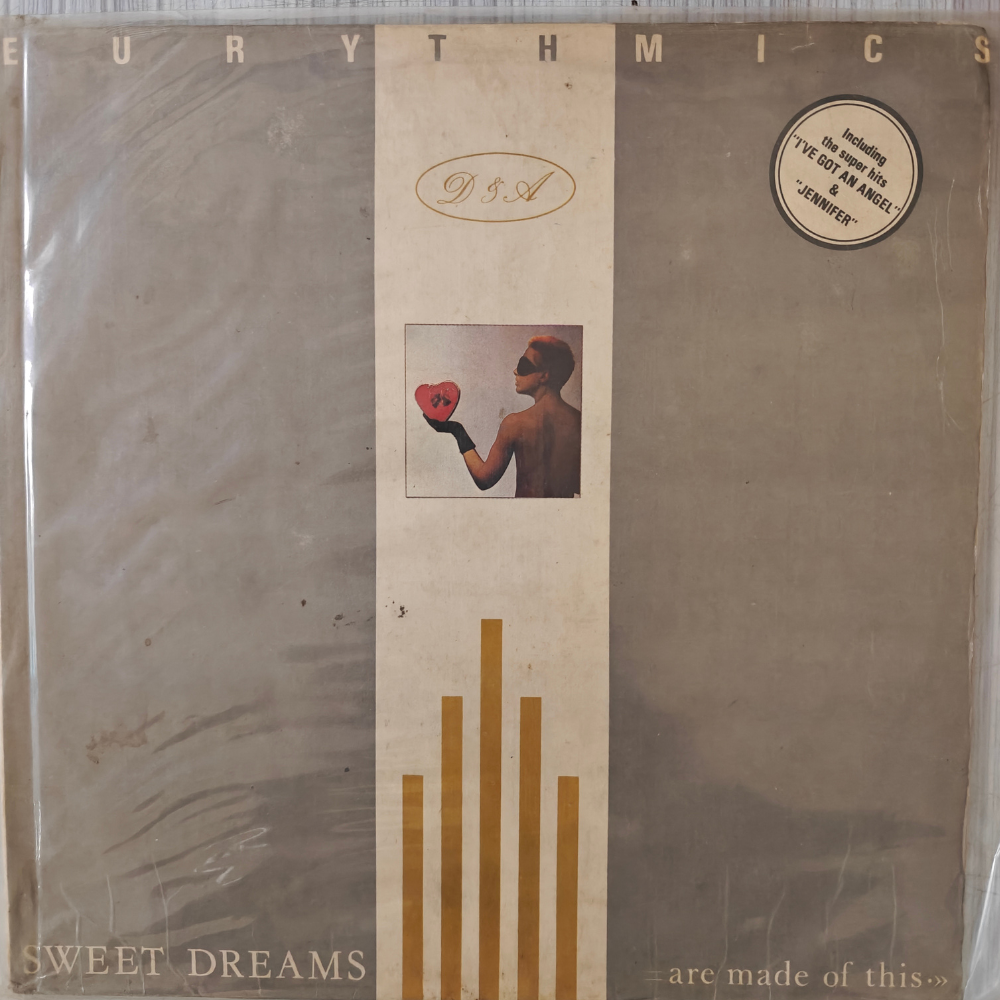 EURYTHMICS
D & A
Including
the super hits
"I'VE GOT AN ANGEL"
&
"JENNIFER"
SWEET DREAMS
=are made of this·»